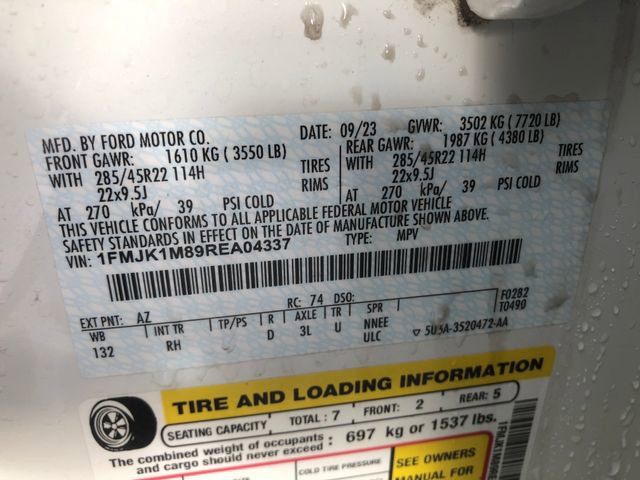 MFD. BY FORD MOTOR CO.
DATE: 09/23 GVWR: 3502 KG ( 7720 LB)
FRONT GAWR: 1610 KG ( 3550 LB) REAR GAWR: 1987 KG ( 4380 LB)
WITH 285/45R22 114H TIRES WITH 285/45R22 114H TIRES
22x9.5J RIMS 22x9.5J RIMS
AT 270 kPa/ 39 PSI COLD AT 270 kPa/ 39 PSI COLD
THIS VEHICLE CONFORMS TO ALL APPLICABLE FEDERAL MOTOR VEHICLE
SAFETY STANDARDS IN EFFECT ON THE DATE OF MANUFACTURE SHOWN ABOVE.
VIN: 1FMJK1M89REA04337 TYPE: MPV
F0282
T0490
EXT PNT: AZ RC: 74 DSO:
WB INT TR TP/PS R AXLE TR SPR
132 RH D 3L U NNEE
ULC ▽ 5U5A-3520472-AA
TIRE AND LOADING INFORMATION
SEATING CAPACITY TOTAL : 7 FRONT: 2 REAR: 5
The combined weight of occupants
and cargo should never exceed : 697 kg or 1537 lbs.
COLD TIRE PRESSURE
SEE OWNERS
MANUAL FOR